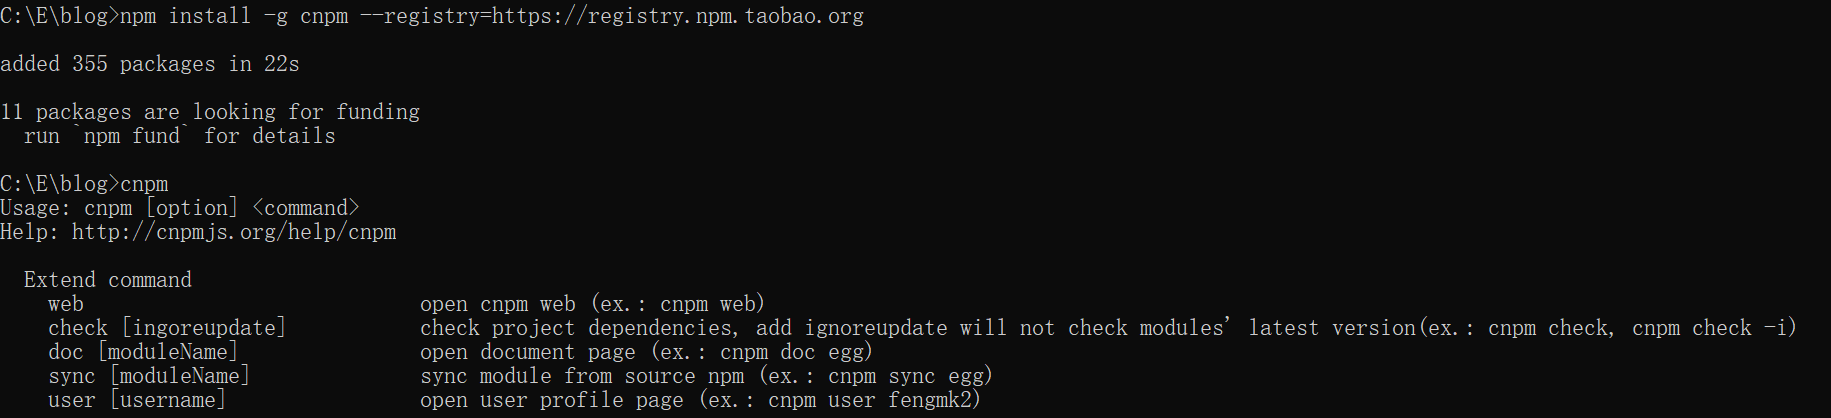 C:\E\blog>npm install -g cnpm --registry=https://registry.npm.taobao.org
added 355 packages in 22s
11 packages are looking for funding
  run `npm fund` for details
C:\E\blog>cnpm
Usage: cnpm [option] <command>
Help: http://cnpmjs.org/help/cnpm
  Extend command
    web                            open cnpm web (ex.: cnpm web)
    check [ingoreupdate]           check project dependencies, add ignoreupdate will not check modules' latest version(ex.: cnpm check, cnpm check -i)
    doc [moduleName]               open document page (ex.: cnpm doc egg)
    sync [moduleName]              sync module from source npm (ex.: cnpm sync egg)
    user [username]                open user profile page (ex.: cnpm user fengmk2)